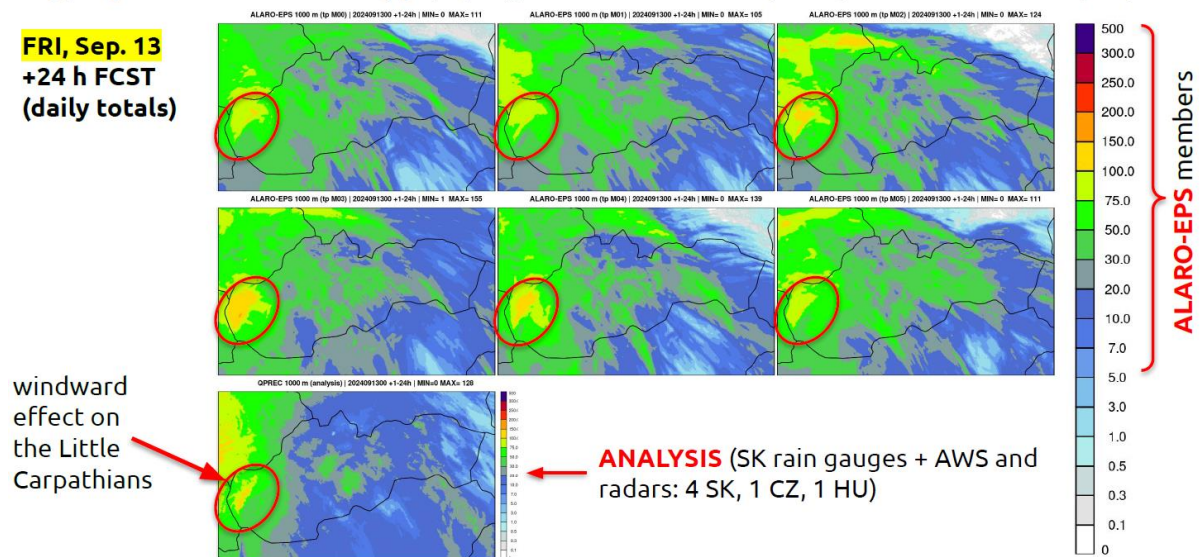 ALARO-EPS 1000 m (tp M00) | 2024091300 +1-24h | MIN= 0 MAX= 111
ALARO-EPS 1000 m (tp M01) | 2024091300 +1-24h | MIN= 0 MAX= 105
ALARO-EPS 1000 m (tp M02) | 2024091300 +1-24h | MIN= 0 MAX= 124
FRI, Sep. 13
+24 h FCST
(daily totals)
500
300.0
250.0
200.0
150.0
100.0
75.0
50.0
30.0
20.0
10.0
7.0
5.0
3.0
1.0
0.5
0.3
0.1
0
ALARO-EPS members
ALARO-EPS 1000 m (tp M03) | 2024091300 +1-24h | MIN= 1 MAX= 155
ALARO-EPS 1000 m (tp M04) | 2024091300 +1-24h | MIN= 0 MAX= 139
ALARO-EPS 1000 m (tp M05) | 2024091300 +1-24h | MIN= 0 MAX= 111
QPREC 1000 m (analysis) | 2024091300 +1-24h | MIN=0 MAX= 128
windward
effect on
the Little
Carpathians
ANALYSIS (SK rain gauges + AWS and
radars: 4 SK, 1 CZ, 1 HU)